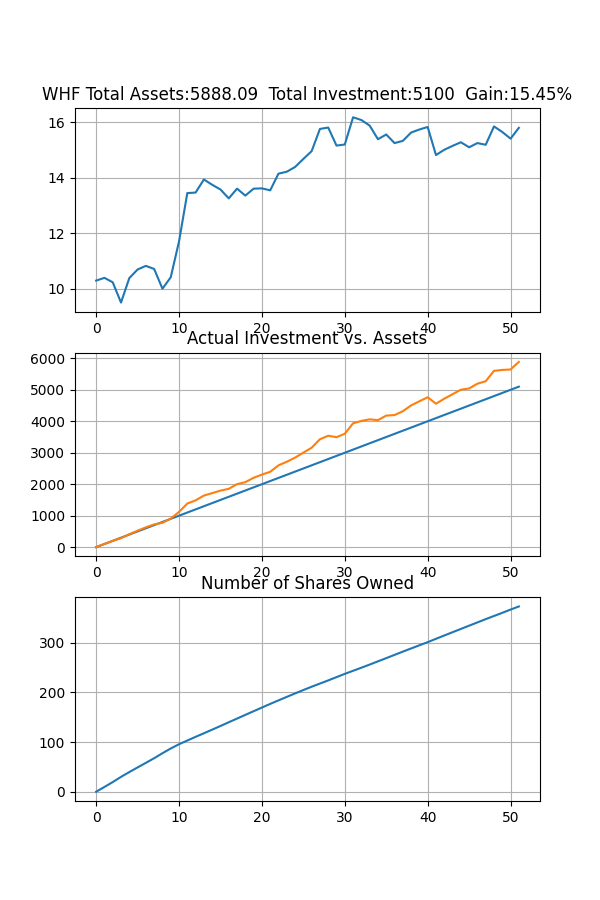 WHF Total Assets:5888.09  Total Investment:5100  Gain:15.45%
16
14
12
10
0 10 20 30 40 50
Actual Investment vs. Assets
6000
5000
4000
3000
2000
1000
0
0 10 20 30 40 50
Number of Shares Owned
300
200
100
0
0 10 20 30 40 50